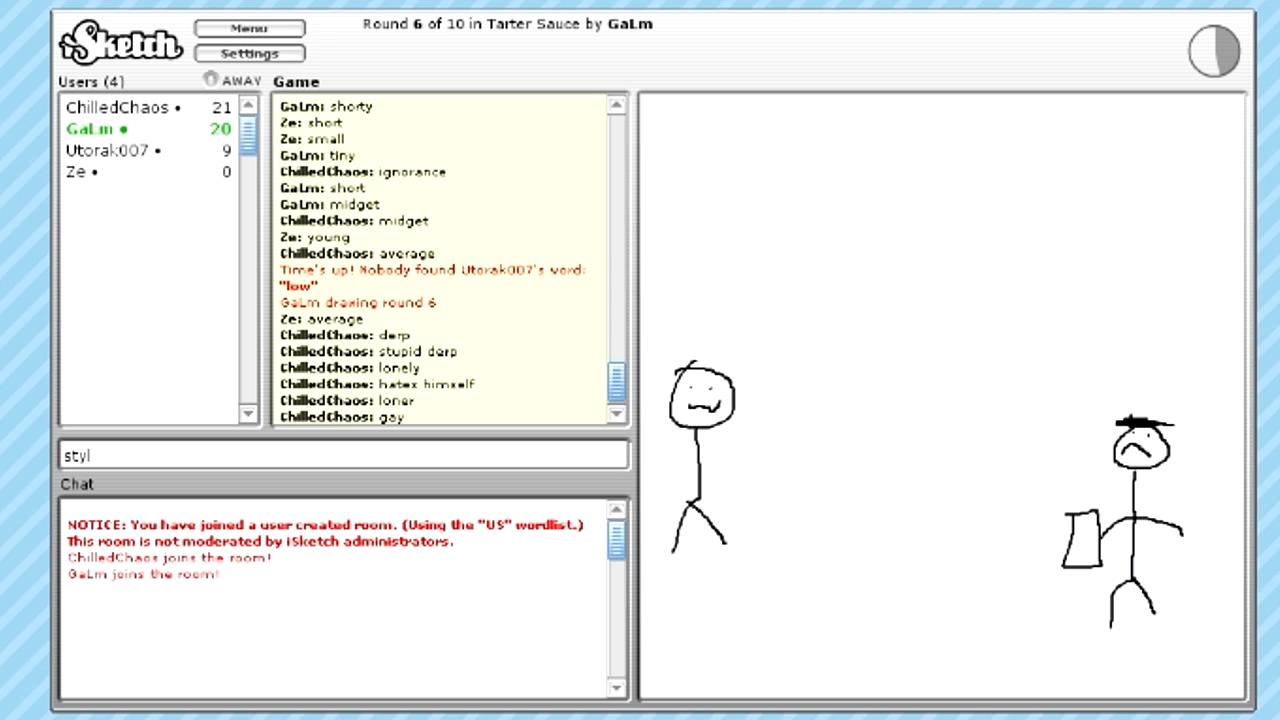 iSketch
Menu
Settings
Round 6 of 10 in Tarter Sauce by GaLm
Users (4)
AWAY
ChilledChaos • 21
GaLm • 20
Utorak007 • 9
Ze • 0
Game
GaLm: shorty
Ze: short
Ze: small
GaLm: tiny
ChilledChaos: ignorance
GaLm: short
GaLm: midget
ChilledChaos: midget
Ze: young
ChilledChaos: average
Time's up! Nobody found Utorak007's word:
"low"
GaLm drawing round 6
Ze: average
ChilledChaos: derp
ChilledChaos: stupid derp
ChilledChaos: lonely
ChilledChaos: hates himself
ChilledChaos: loner
ChilledChaos: gay
styl
Chat
NOTICE: You have joined a user created room. (Using the "US" wordlist.)
This room is not moderated by iSketch administrators.
ChilledChaos joins the room!
GaLm joins the room!